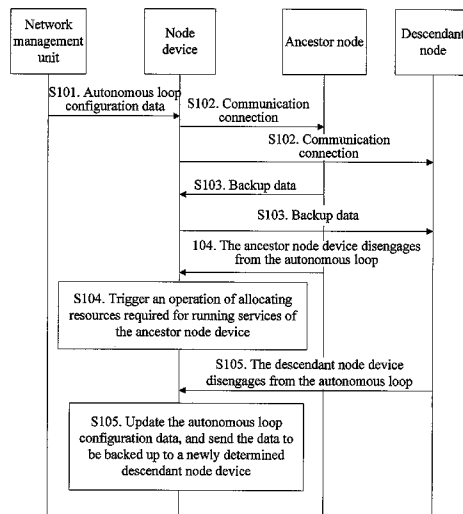 Network
management
unit
Node
device
Ancestor node
Descendant
node
S101. Autonomous loop
configuration data
S102. Communication
connection
S102. Communication
connection
S103. Backup data
S103. Backup data
104. The ancestor node device disengages
from the autonomous loop
S104. Trigger an operation of allocating
resources required for running services of
the ancestor node device
S105. The descendant node device
disengages from the autonomous loop
S105. Update the autonomous loop
configuration data, and send the data to
be backed up to a newly determined
descendant node device